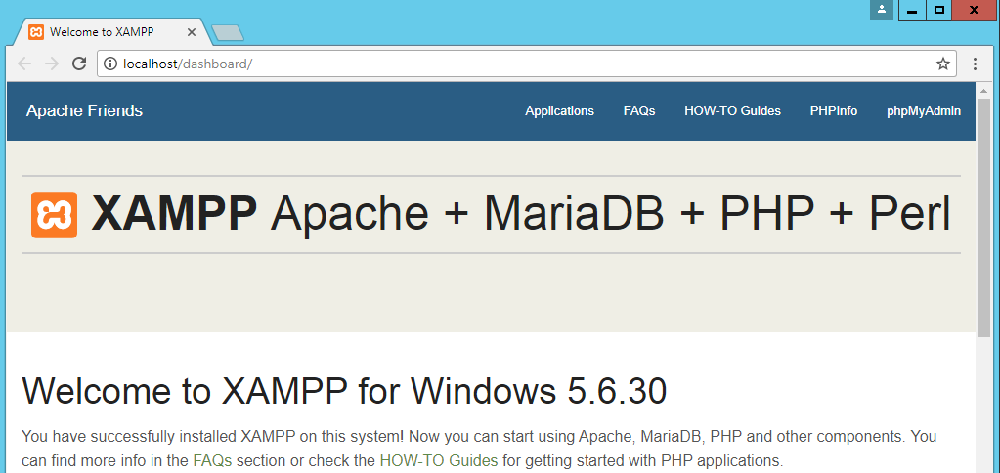 Welcome to XAMPP
localhost/dashboard/
Apache Friends
Applications
FAQs
HOW-TO Guides
PHPInfo
phpMyAdmin
XAMPP Apache + MariaDB + PHP + Perl
Welcome to XAMPP for Windows 5.6.30
You have successfully installed XAMPP on this system! Now you can start using Apache, MariaDB, PHP and other components. You
can find more info in the FAQs section or check the HOW-TO Guides for getting started with PHP applications.